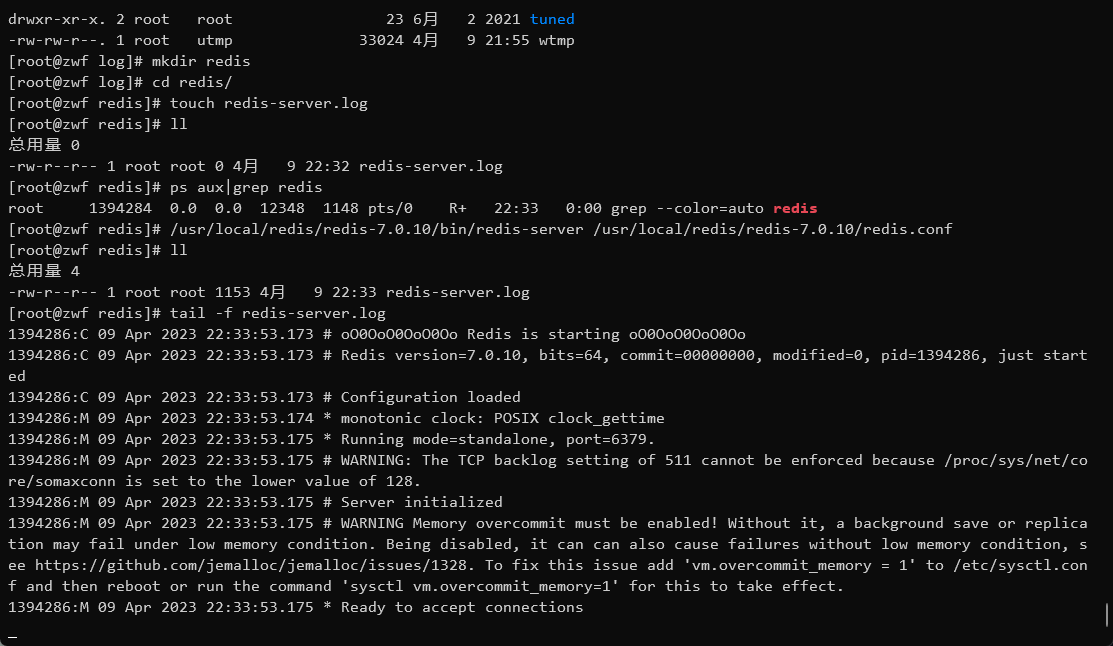 drwxr-xr-x. 2 root   root                 23 6月   2 2021 tuned
-rw-rw-r--. 1 root   utmp              33024 4月   9 21:55 wtmp
[root@zwf log]# mkdir redis
[root@zwf log]# cd redis/
[root@zwf redis]# touch redis-server.log
[root@zwf redis]# ll
总用量 0
-rw-r--r-- 1 root root 0 4月   9 22:32 redis-server.log
[root@zwf redis]# ps aux|grep redis
root     1394284  0.0  0.0  12348  1148 pts/0    R+   22:33   0:00 grep --color=auto redis
[root@zwf redis]# /usr/local/redis/redis-7.0.10/bin/redis-server /usr/local/redis/redis-7.0.10/redis.conf
[root@zwf redis]# ll
总用量 4
-rw-r--r-- 1 root root 1153 4月   9 22:33 redis-server.log
[root@zwf redis]# tail -f redis-server.log
1394286:C 09 Apr 2023 22:33:53.173 # oO0OoO0OoO0Oo Redis is starting oO0OoO0OoO0Oo
1394286:C 09 Apr 2023 22:33:53.173 # Redis version=7.0.10, bits=64, commit=00000000, modified=0, pid=1394286, just start
ed
1394286:C 09 Apr 2023 22:33:53.173 # Configuration loaded
1394286:M 09 Apr 2023 22:33:53.174 * monotonic clock: POSIX clock_gettime
1394286:M 09 Apr 2023 22:33:53.175 * Running mode=standalone, port=6379.
1394286:M 09 Apr 2023 22:33:53.175 # WARNING: The TCP backlog setting of 511 cannot be enforced because /proc/sys/net/co
re/somaxconn is set to the lower value of 128.
1394286:M 09 Apr 2023 22:33:53.175 # Server initialized
1394286:M 09 Apr 2023 22:33:53.175 # WARNING Memory overcommit must be enabled! Without it, a background save or replica
tion may fail under low memory condition. Being disabled, it can can also cause failures without low memory condition, s
ee https://github.com/jemalloc/jemalloc/issues/1328. To fix this issue add 'vm.overcommit_memory = 1' to /etc/sysctl.con
f and then reboot or run the command 'sysctl vm.overcommit_memory=1' for this to take effect.
1394286:M 09 Apr 2023 22:33:53.175 * Ready to accept connections